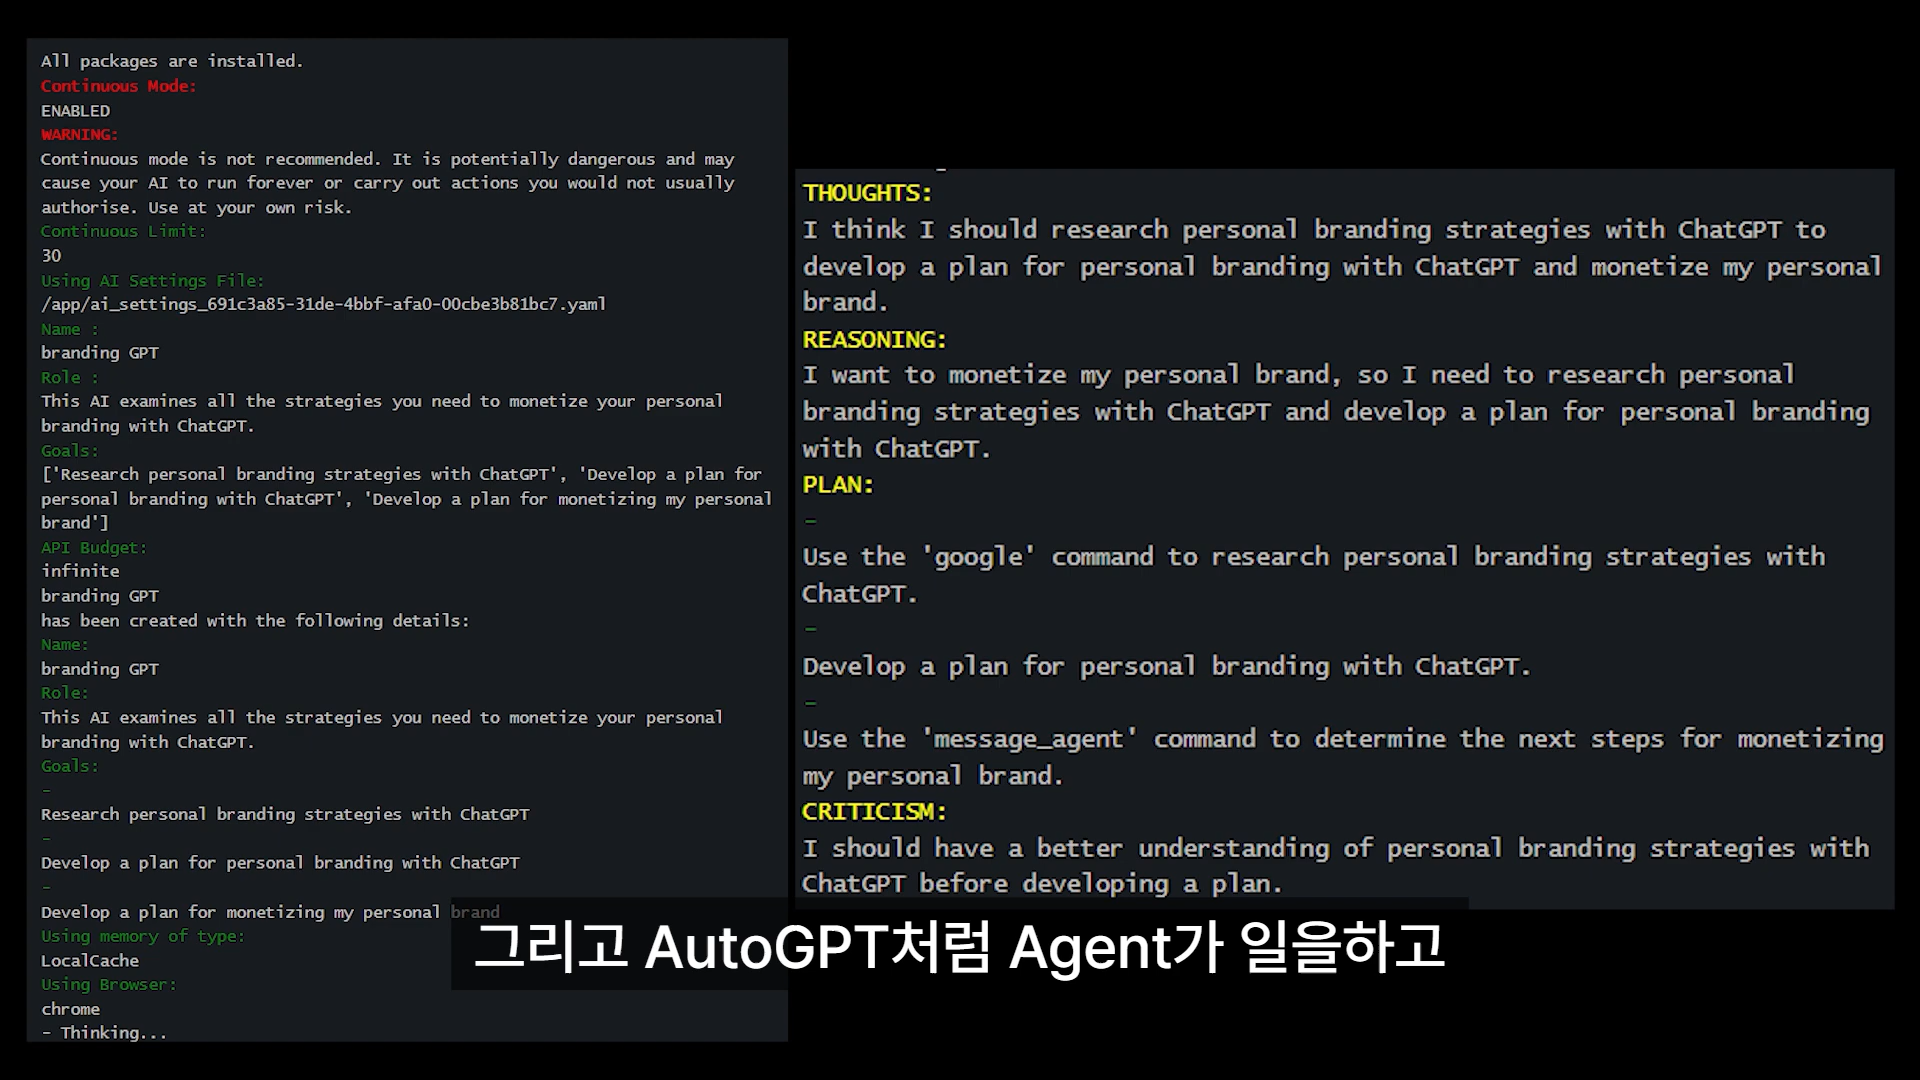 All packages are installed.
Continuous Mode:
ENABLED
WARNING:
Continuous mode is not recommended. It is potentially dangerous and may
cause your AI to run forever or carry out actions you would not usually
authorise. Use at your own risk.
Continuous Limit:
30
Using AI Settings File:
/app/ai_settings_691c3a85-31de-4bbf-afa0-00cbe3b81bc7.yaml
Name :
branding GPT
Role :
This AI examines all the strategies you need to monetize your personal
branding with ChatGPT.
Goals:
['Research personal branding strategies with ChatGPT', 'Develop a plan for
personal branding with ChatGPT', 'Develop a plan for monetizing my personal
brand']
API Budget:
infinite
branding GPT
has been created with the following details:
Name:
branding GPT
Role:
This AI examines all the strategies you need to monetize your personal
branding with ChatGPT.
Goals:
-
Research personal branding strategies with ChatGPT
-
Develop a plan for personal branding with ChatGPT
-
Develop a plan for monetizing my personal brand
Using memory of type:
LocalCache
Using Browser:
chrome
- Thinking...
THOUGHTS:
I think I should research personal branding strategies with ChatGPT to
develop a plan for personal branding with ChatGPT and monetize my personal
brand.
REASONING:
I want to monetize my personal brand, so I need to research personal
branding strategies with ChatGPT and develop a plan for personal branding
with ChatGPT.
PLAN:
-
Use the 'google' command to research personal branding strategies with
ChatGPT.
-
Develop a plan for personal branding with ChatGPT.
-
Use the 'message_agent' command to determine the next steps for monetizing
my personal brand.
CRITICISM:
I should have a better understanding of personal branding strategies with
ChatGPT before developing a plan.
그리고 AutoGPT처럼 Agent가 일을하고